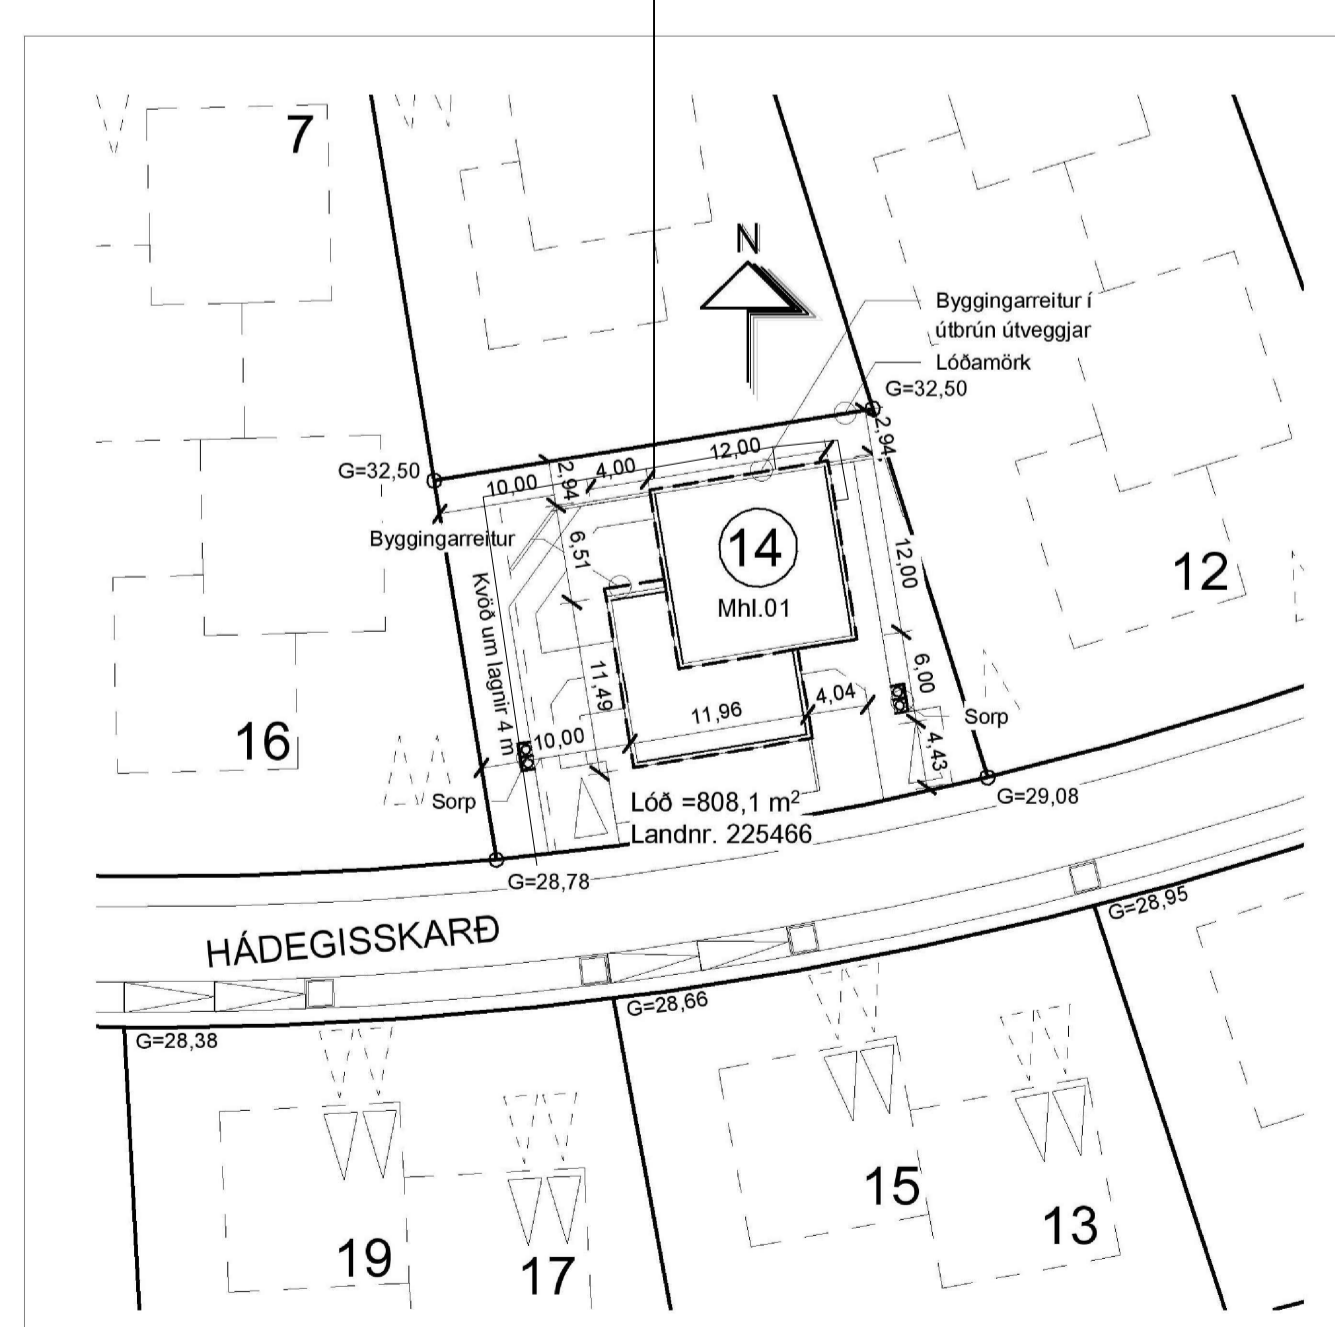 7
N
Byggingarreitur í
útbrún útveggjar
Lóðamörk
G=32,50
G=32,50
2,94
12,00
4,00
2,94
10,00
Byggingarreitur
6,51
14
Mhl.01
12,00
12
Kvöð um lagnir 4 m
11,49
6,00
4,04
11,96
Sorp
16
10,00
4,43
Sorp
Lóð =808,1 m²
Landnr. 225466
G=29,08
G=28,78
G=28,95
HÁDEGISSKARÐ
G=28,66
G=28,38
15
13
19
17